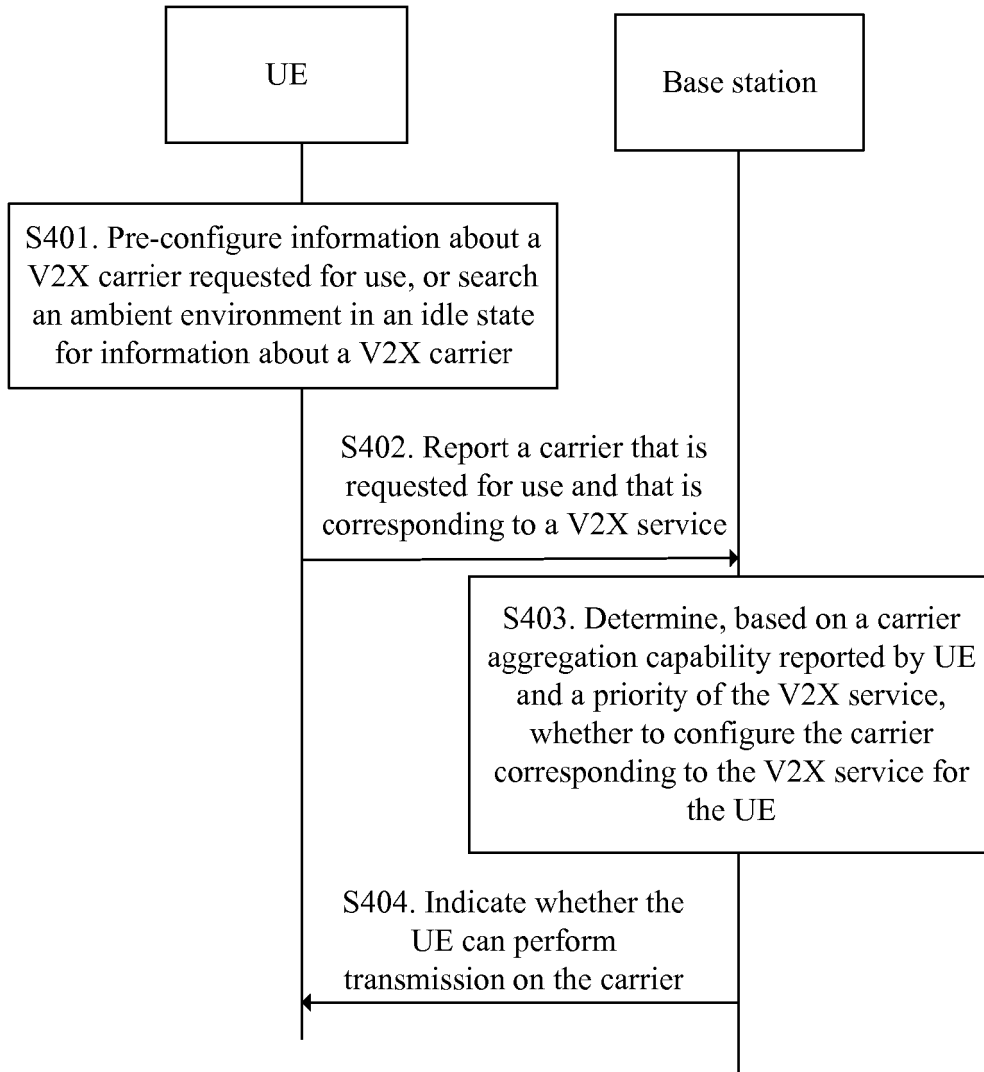 UE
Base station
S401. Pre-configure information about a
V2X carrier requested for use, or search
an ambient environment in an idle state
for information about a V2X carrier
S402. Report a carrier that is
requested for use and that is
corresponding to a V2X service
S403. Determine, based on a carrier
aggregation capability reported by UE
and a priority of the V2X service,
whether to configure the carrier
corresponding to the V2X service for
the UE
S404. Indicate whether the
UE can perform
transmission on the carrier